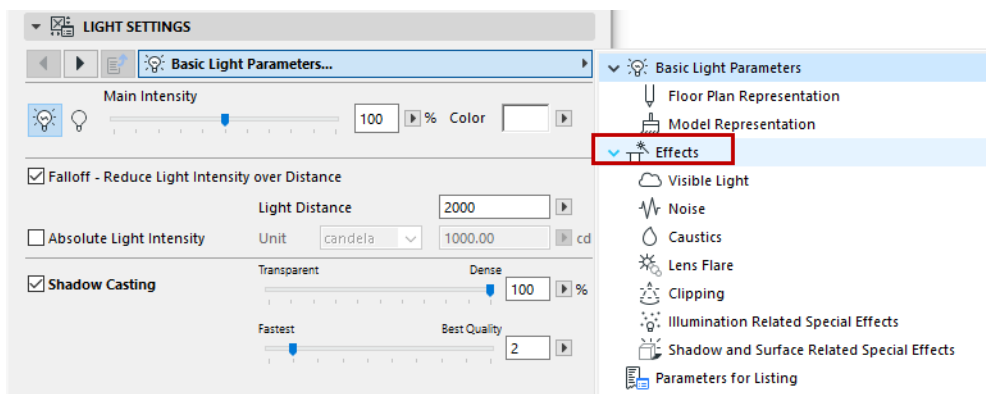 LIGHT SETTINGS
Basic Light Parameters...
Main Intensity
100 % Color
Falloff - Reduce Light Intensity over Distance
Light Distance 2000
Absolute Light Intensity Unit candela 1000.00 cd
Transparent Dense
Shadow Casting 100 %
Fastest Best Quality
2
Basic Light Parameters
Floor Plan Representation
Model Representation
Effects
Visible Light
Noise
Caustics
Lens Flare
Clipping
Illumination Related Special Effects
Shadow and Surface Related Special Effects
Parameters for Listing